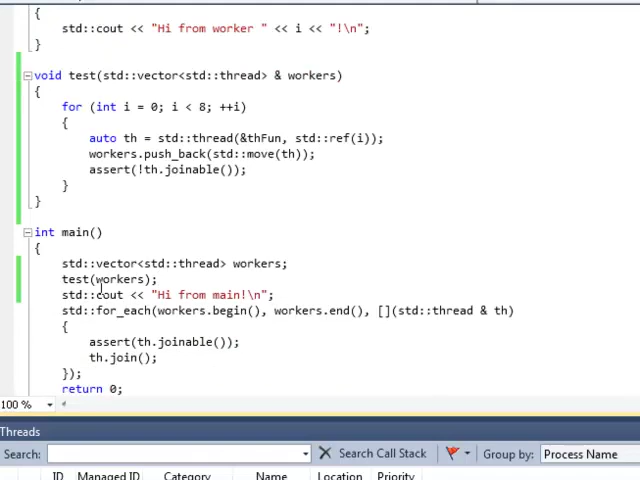 {
std::cout << "Hi from worker " << i << "!\n";
}
void test(std::vector<std::thread> & workers)
{
for (int i = 0; i < 8; ++i)
{
auto th = std::thread(&thFun, std::ref(i));
workers.push_back(std::move(th));
assert(!th.joinable());
}
}
int main()
{
std::vector<std::thread> workers;
test(workers);
std::cout << "Hi from main!\n";
std::for_each(workers.begin(), workers.end(), [](std::thread & th)
{
assert(th.joinable());
th.join();
});
return 0;
100 %
Threads
Search: Search Call Stack Group by: Process Name
ID Managed ID Category Name Location Priority